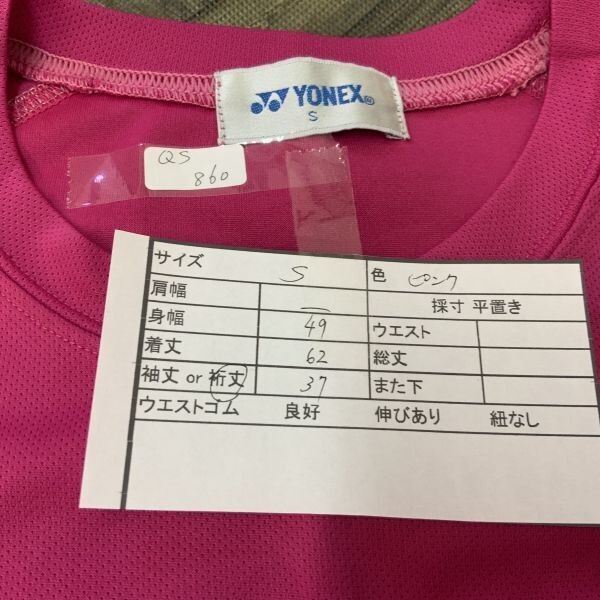 YONEX®
S
QS
860
サイズ S 色 ピンク
肩幅 — 採寸 平置き
身幅 49 ウエスト
着丈 62 総丈
袖丈 or 裄丈 37 また下
ウエストゴム 良好 伸びあり 紐なし